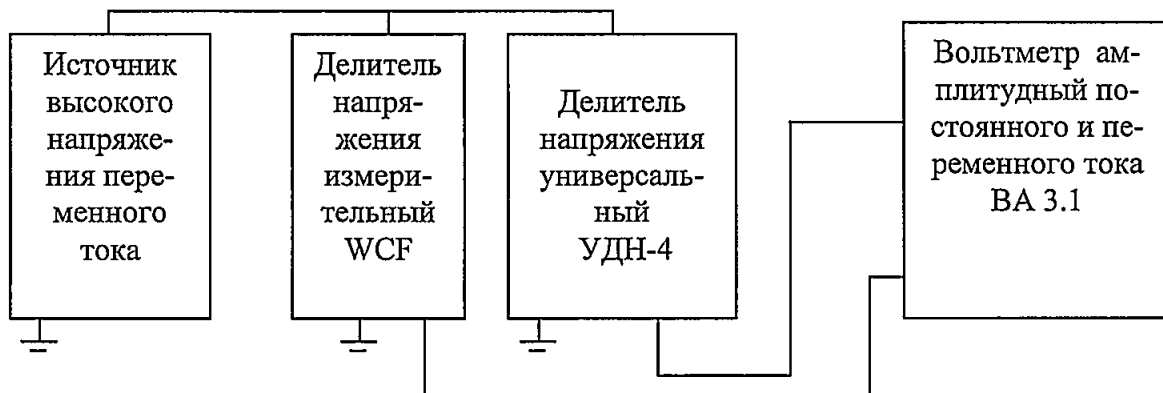 Источник
высокого
напряже-
ния пере-
менного
тока
Делитель
напря-
жения
измери-
тельный
WCF
Делитель
напряжения
универсаль-
ный
УДН-4
Вольтметр ам-
плитудный по-
стоянного и пе-
ременного тока
ВА 3.1